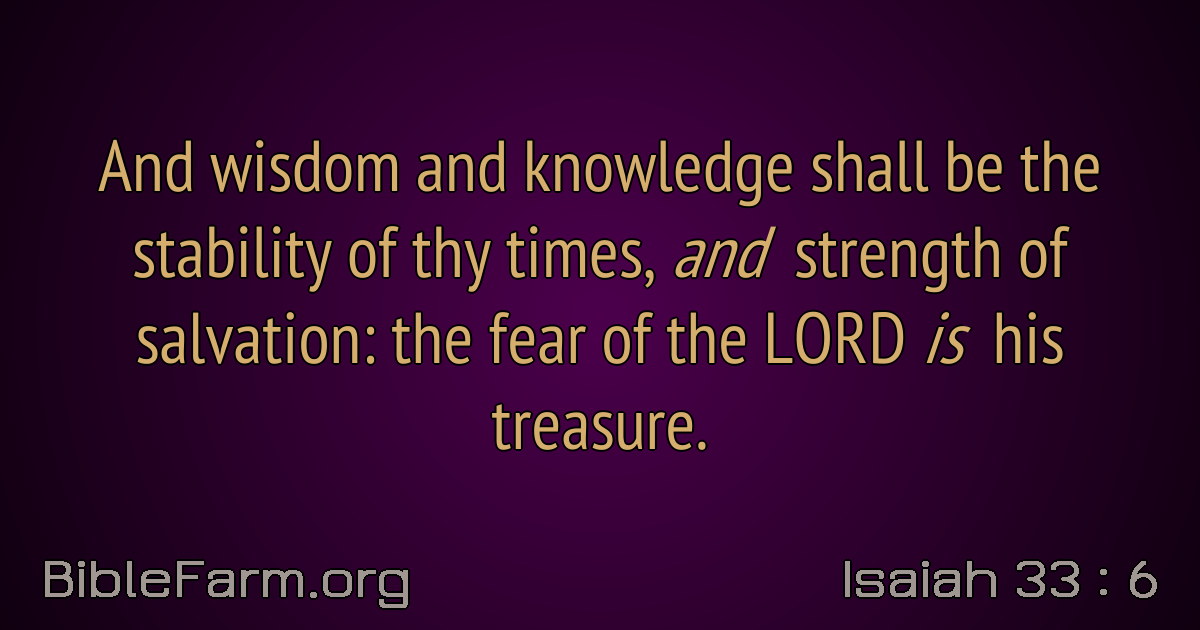 And wisdom and knowledge shall be the
stability of thy times, and strength of
salvation: the fear of the LORD is his
treasure.
BibleFarm.org
Isaiah 33 : 6